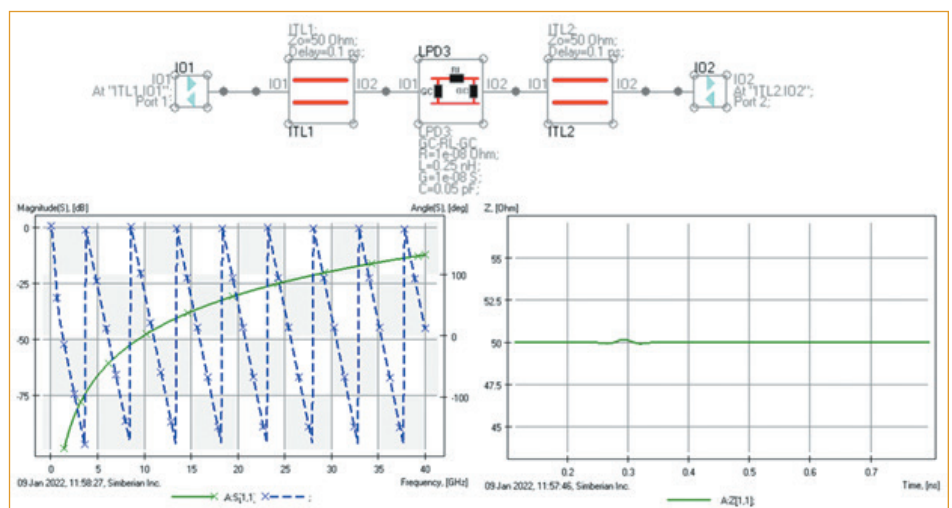 ITL1:
Zo=50 Ohm;
Delay=0.1 ps;
ITL2:
Zo=50 Ohm;
Delay=0.1 ps;
LPD3
IO1
IO1
At "ITL1.IO1";
Port 1;
IO1
IO2
ITL1
IO1
RL
GC
GC
IO2
LPD3:
GC-RL-GC
R=1e-08 Ohm;
L=0.25 nH;
G=1e-08 S;
C=0.05 pF;
IO1
IO2
ITL2
IO2
IO2
At "ITL2.IO2";
Port 2;
Magnitude(S), [dB]
Angle(S), [deg]
0
-25
-50
-75
100
0
-100
0 5 10 15 20 25 30 35 40
09 Jan 2022, 11:58:27, Simberian Inc.
Frequency, [GHz]
A:S[1,1]; ;
Z, [Ohm]
55
52.5
50
47.5
45
0.2 0.3 0.4 0.5 0.6 0.7
09 Jan 2022, 11:57:46, Simberian Inc.
Time, [ns]
A:Z[1,1];